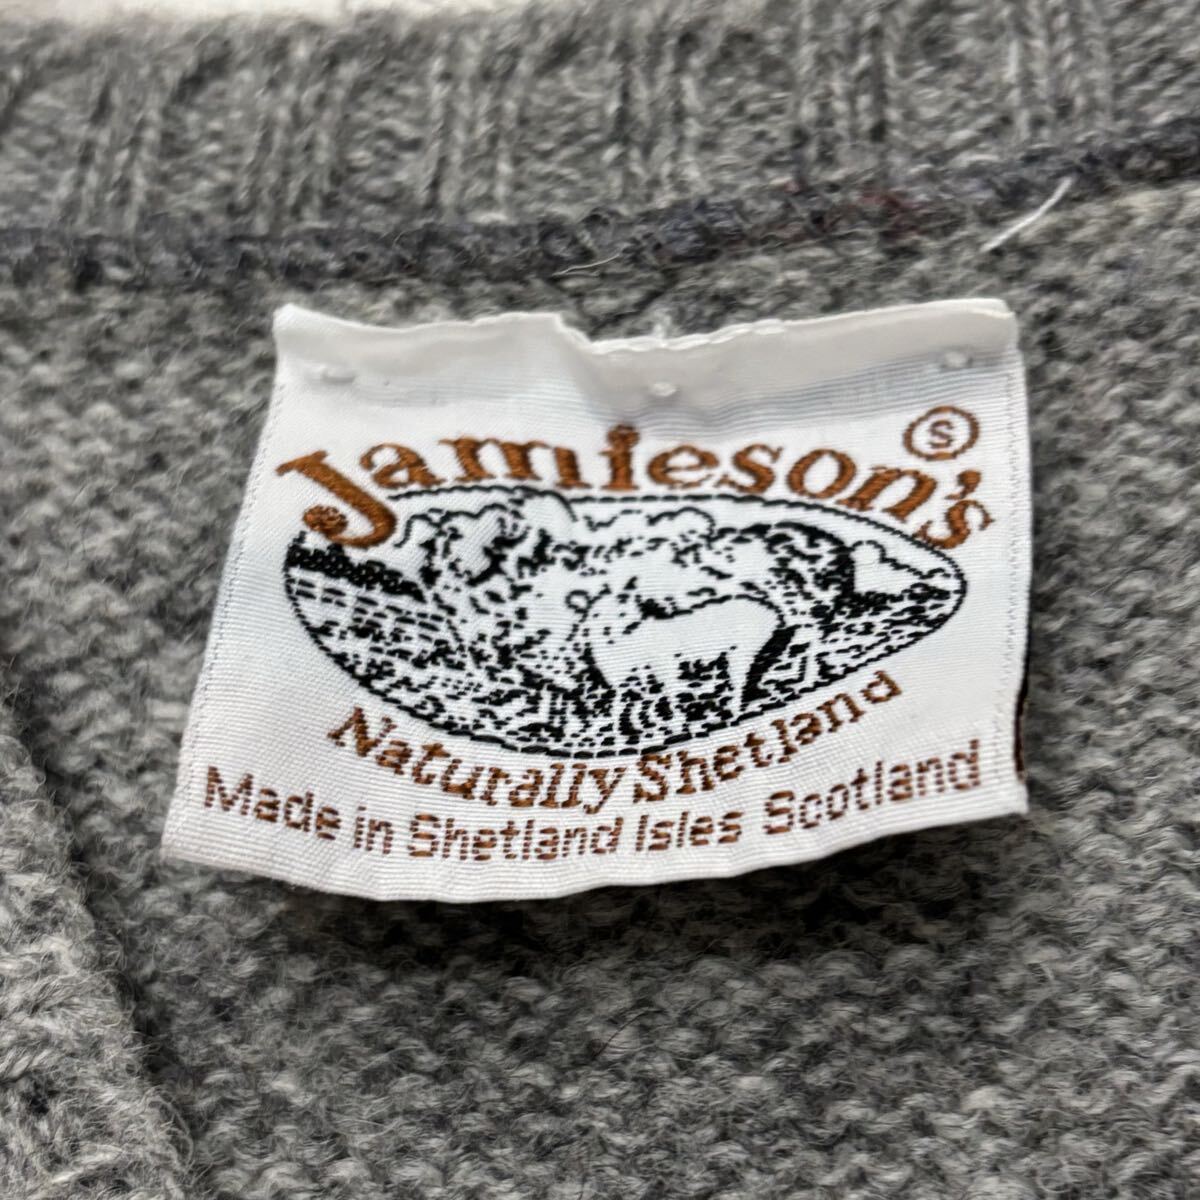 Jamieson's
Ⓢ
Naturally Shetland
Made in Shetland Isles Scotland